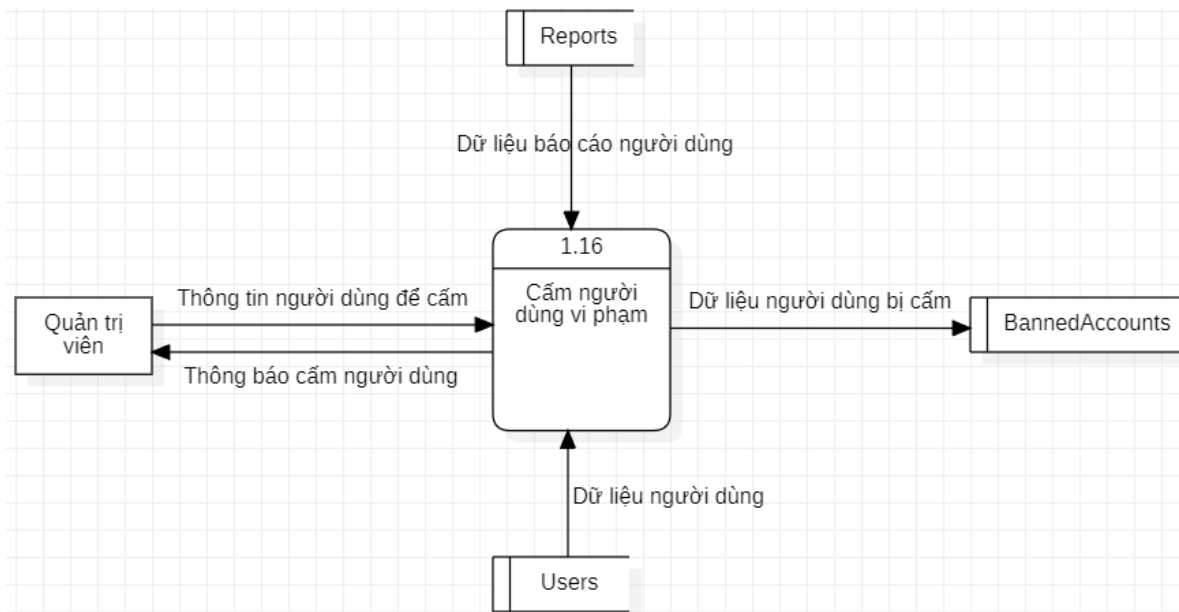 Reports
Dữ liệu báo cáo người dùng
1.16
Cấm người
dùng vi phạm
Thông tin người dùng để cấm
Quản trị
viên
Thông báo cấm người dùng
Dữ liệu người dùng bị cấm
BannedAccounts
Dữ liệu người dùng
Users